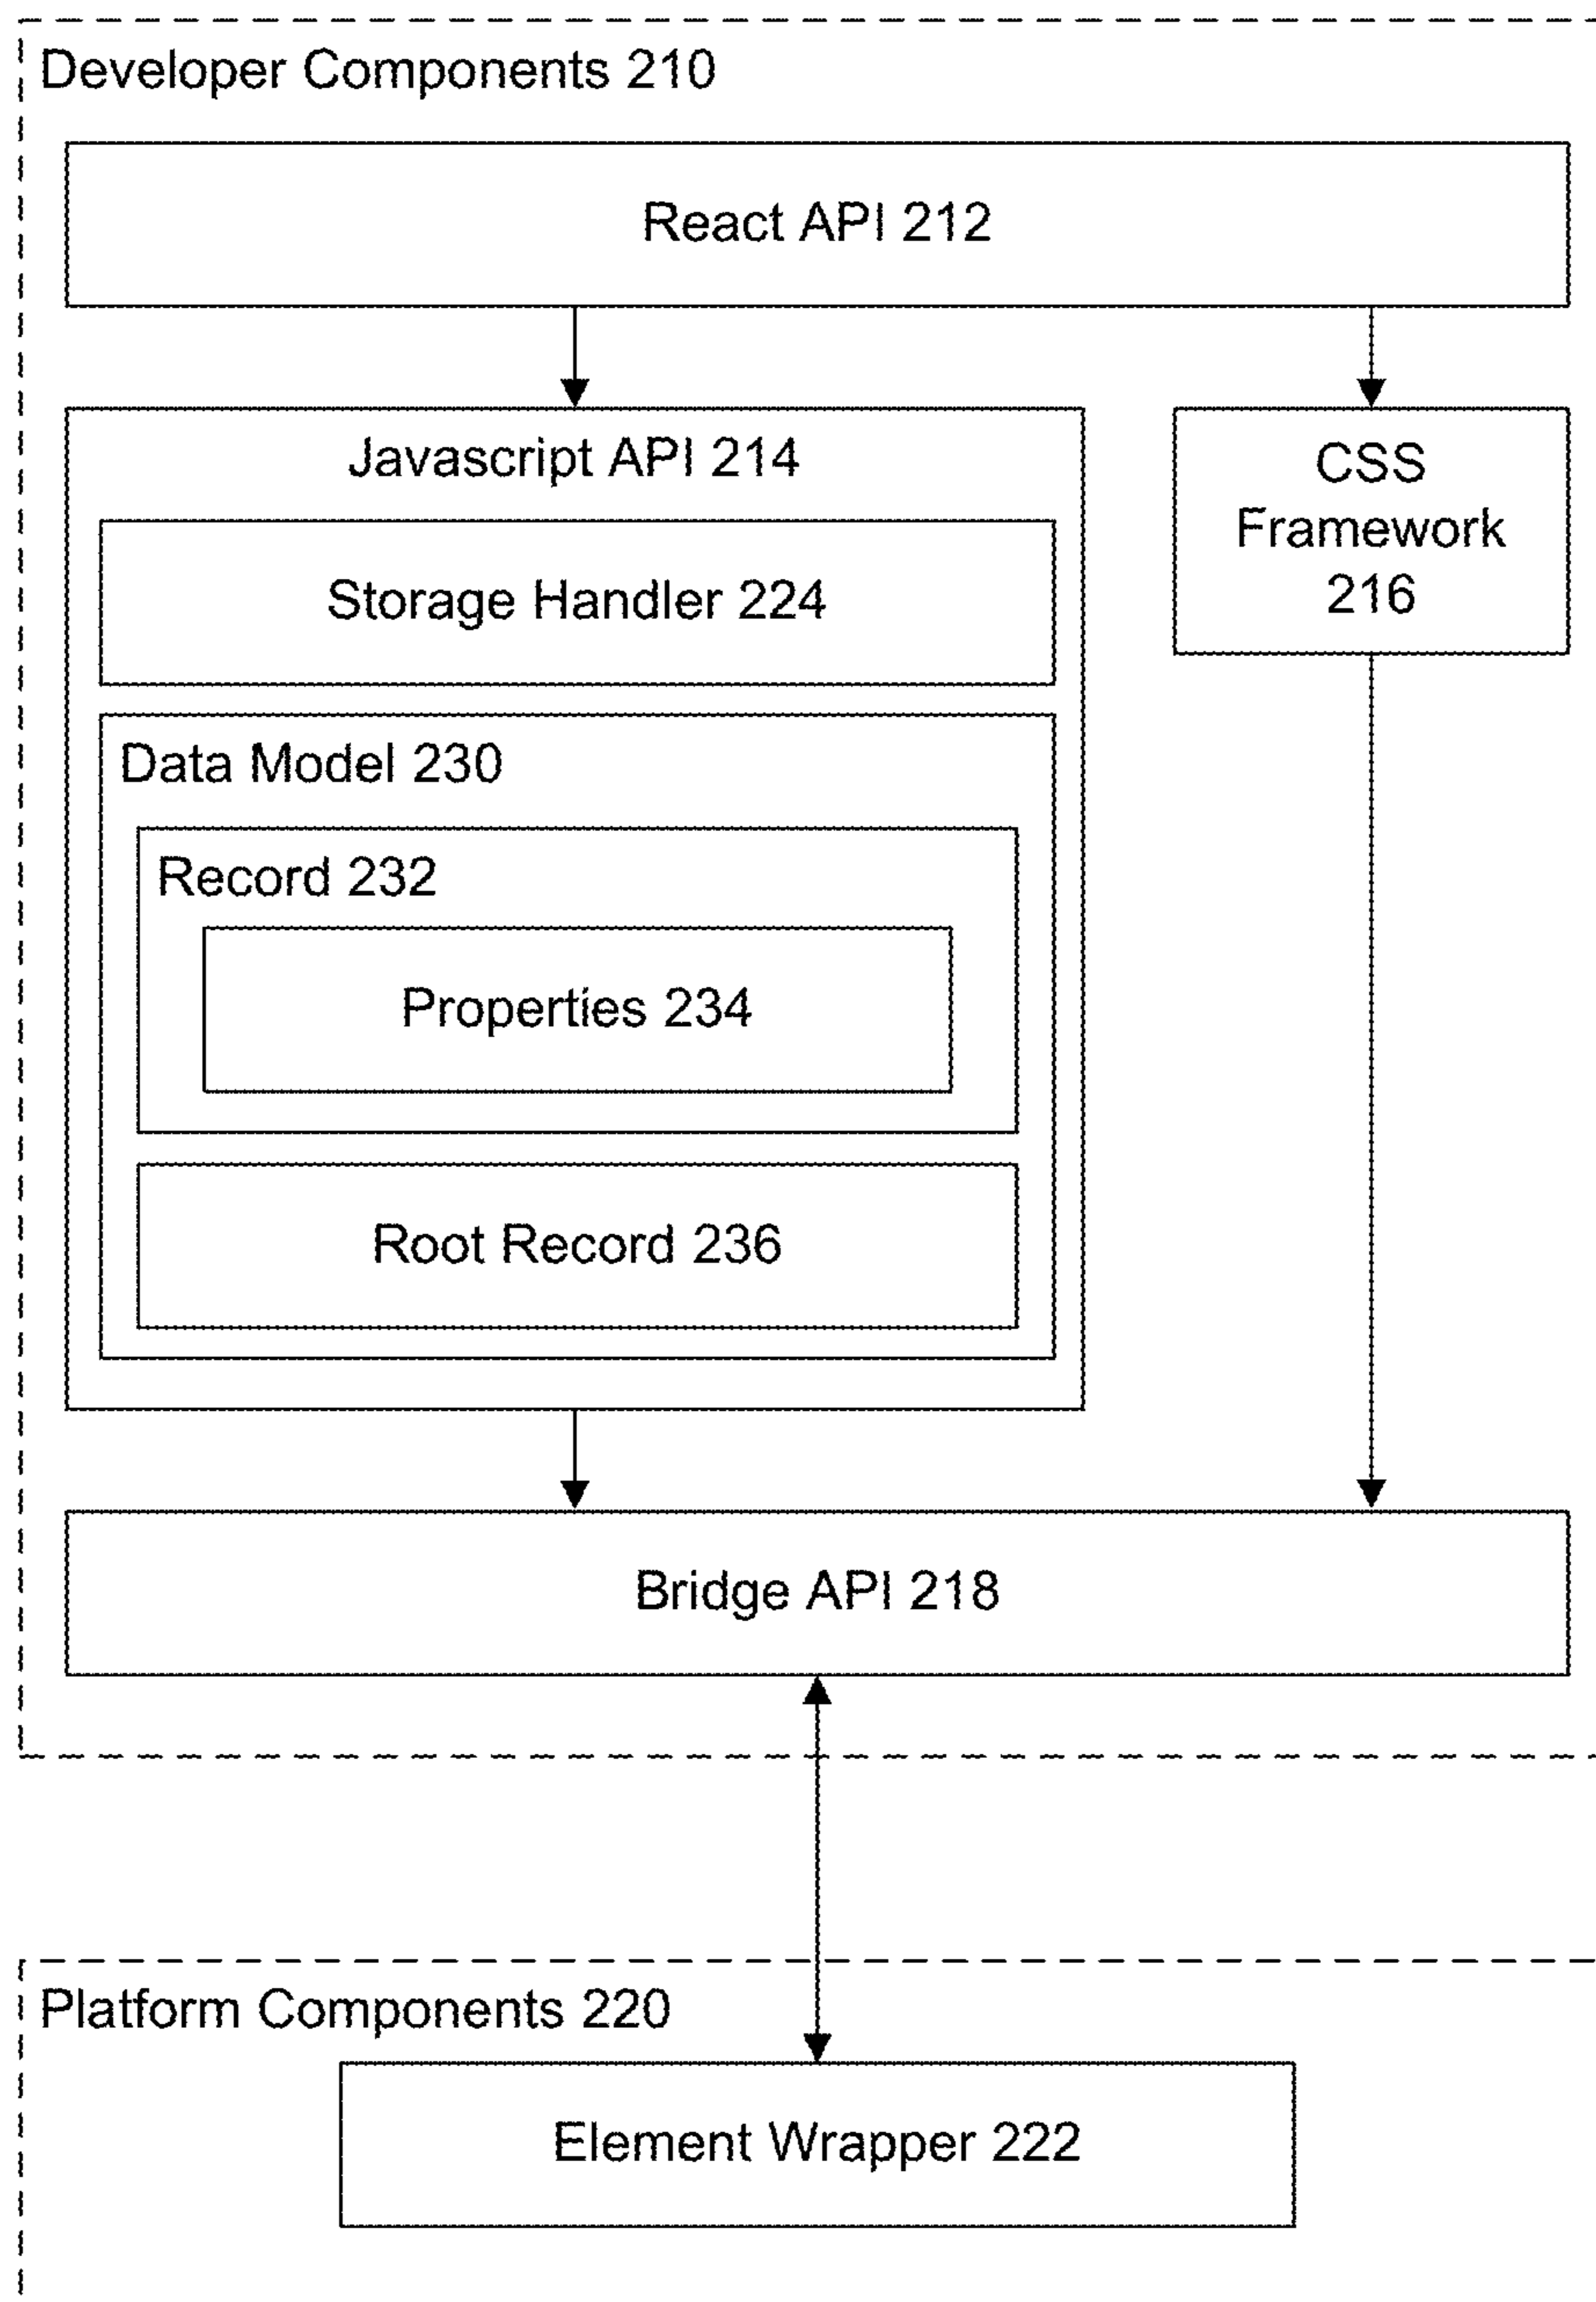 Developer Components 210
React API 212
Javascript API 214
Storage Handler 224
Data Model 230
Record 232
Properties 234
Root Record 236
CSS
Framework
216
Bridge API 218
Platform Components 220
Element Wrapper 222